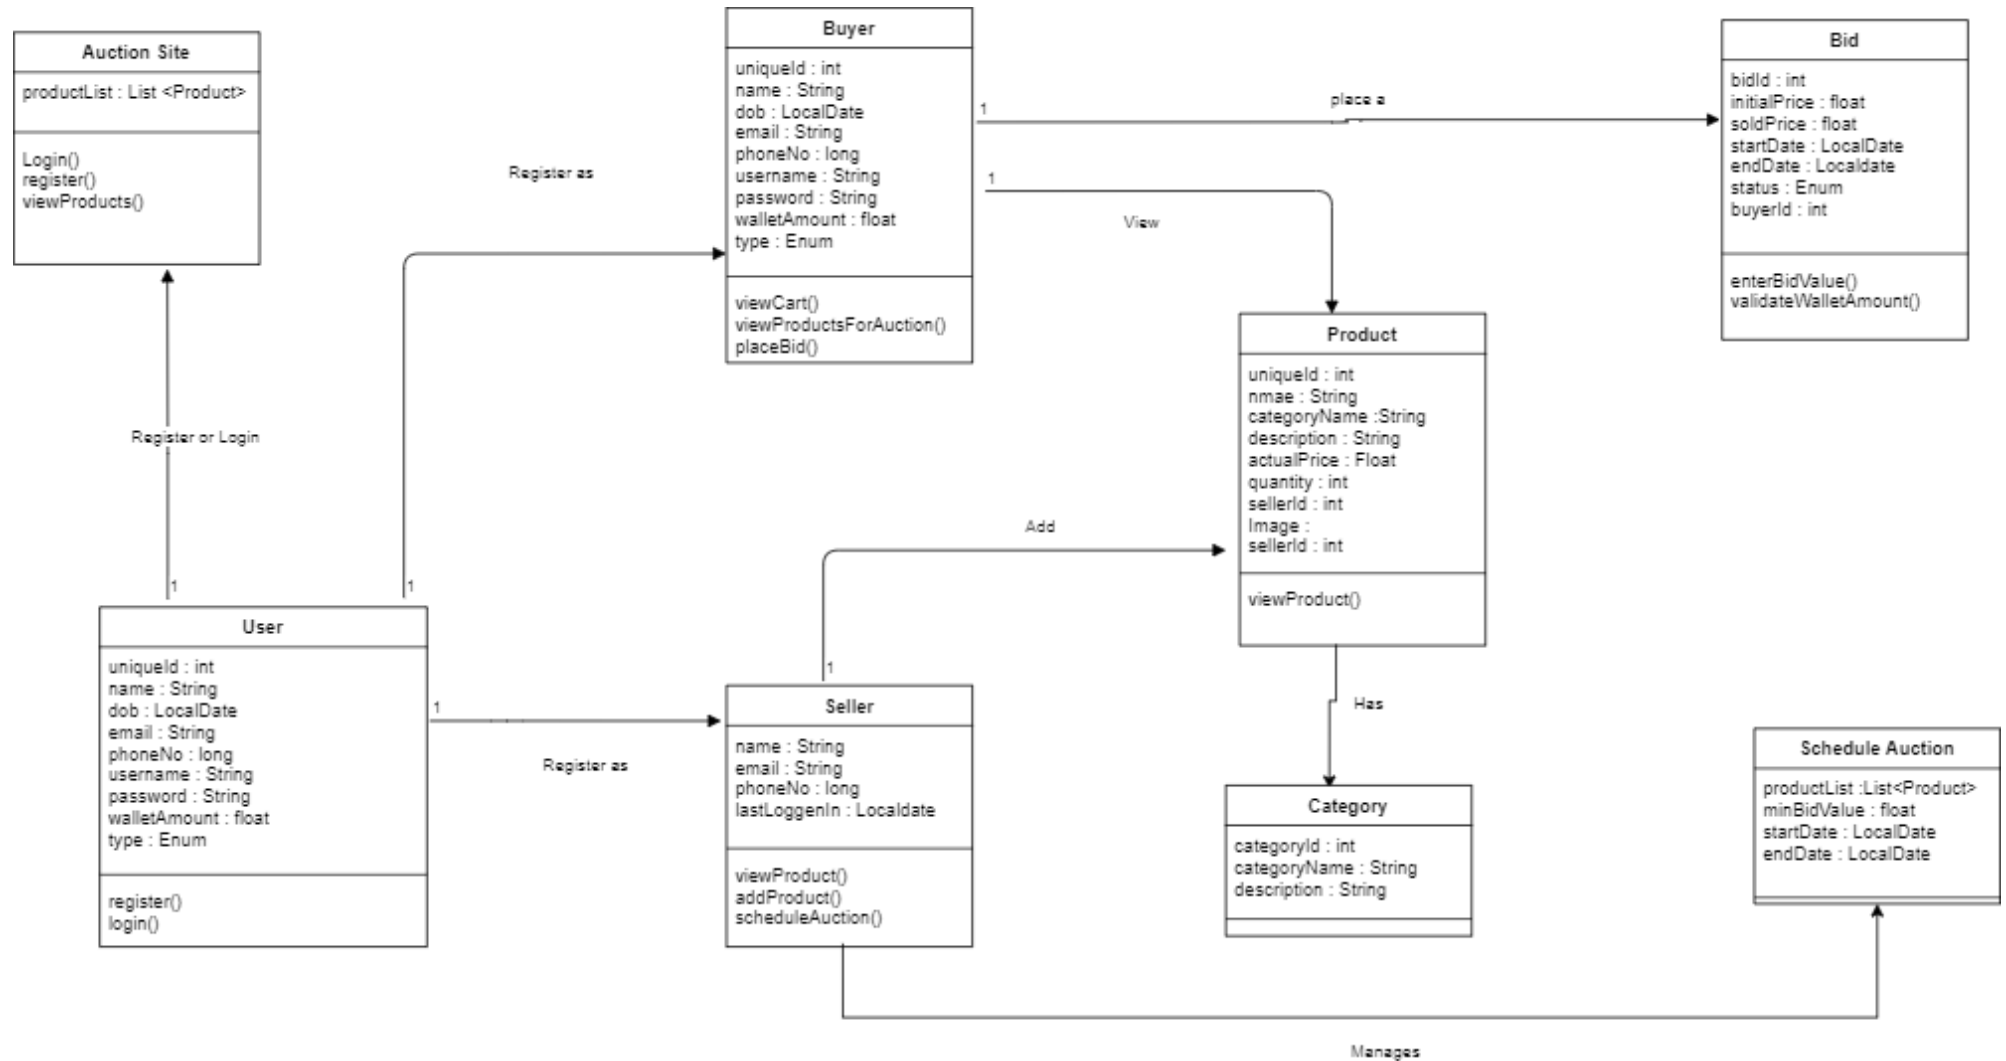 Auction Site
productList : List <Product>
Login()
register()
viewProducts()
Register or Login
1
User
uniqueId : int
name : String
dob : LocalDate
email : String
phoneNo : long
username : String
password : String
walletAmount : float
type : Enum
register()
login()
1
Register as
1
Register as
Buyer
uniqueId : int
name : String
dob : LocalDate
email : String
phoneNo : long
username : String
password : String
walletAmount : float
type : Enum
viewCart()
viewProductsForAuction()
placeBid()
1
place a
1
View
Seller
name : String
email : String
phoneNo : long
lastLoggenIn : Localdate
viewProduct()
addProduct()
scheduleAuction()
1
Add
Product
uniqueId : int
nmae : String
categoryName :String
description : String
actualPrice : Float
quantity : int
sellerId : int
Image :
sellerId : int
viewProduct()
Has
Category
categoryId : int
categoryName : String
description : String
Bid
bidId : int
initialPrice : float
soldPrice : float
startDate : LocalDate
endDate : Localdate
status : Enum
buyerId : int
enterBidValue()
validateWalletAmount()
Schedule Auction
productList :List<Product>
minBidValue : float
startDate : LocalDate
endDate : LocalDate
Manages